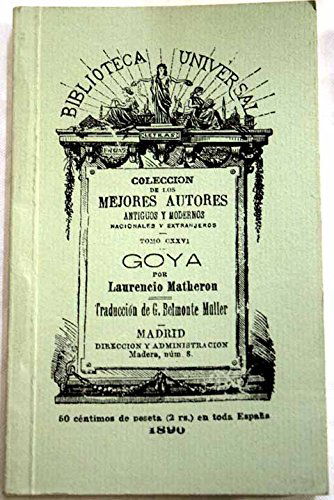 BIBLIOTECA UNIVERSAL
LETRAS
COLECCION
DE LOS
MEJORES AUTORES
ANTIGUOS Y MODERNOS
NACIONALES Y EXTRANJEROS
TOMO CXXVI
GOYA
POR
Laurencio Matheron
Traducción de G. Belmonte Müller
MADRID
DIRECCION Y ADMINISTRACION
Madera, núm. 8.
50 céntimos de peseta (2 rs.) en toda España
1890